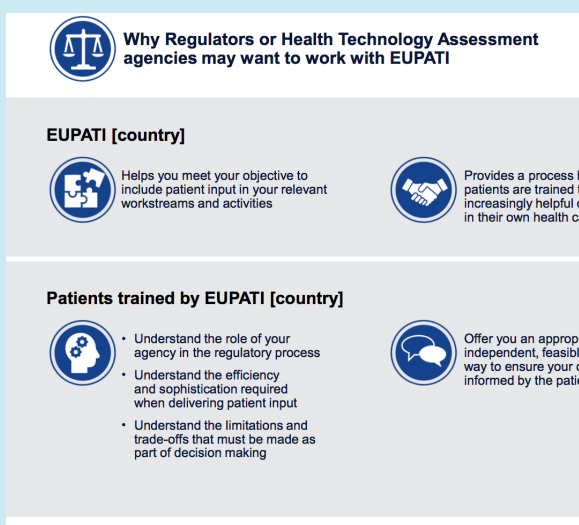 Why Regulators or Health Technology Assessment
agencies may want to work with EUPATI
EUPATI [country]
Helps you meet your objective to
include patient input in your relevant
workstreams and activities
Provides a process
patients are trained
increasingly helpful
in their own health
Patients trained by EUPATI [country]
• Understand the role of your
agency in the regulatory process
• Understand the efficiency
and sophistication required
when delivering patient input
• Understand the limitations and
trade-offs that must be made as
part of decision making
Offer you an
independent,
way to ensure your
informed by the